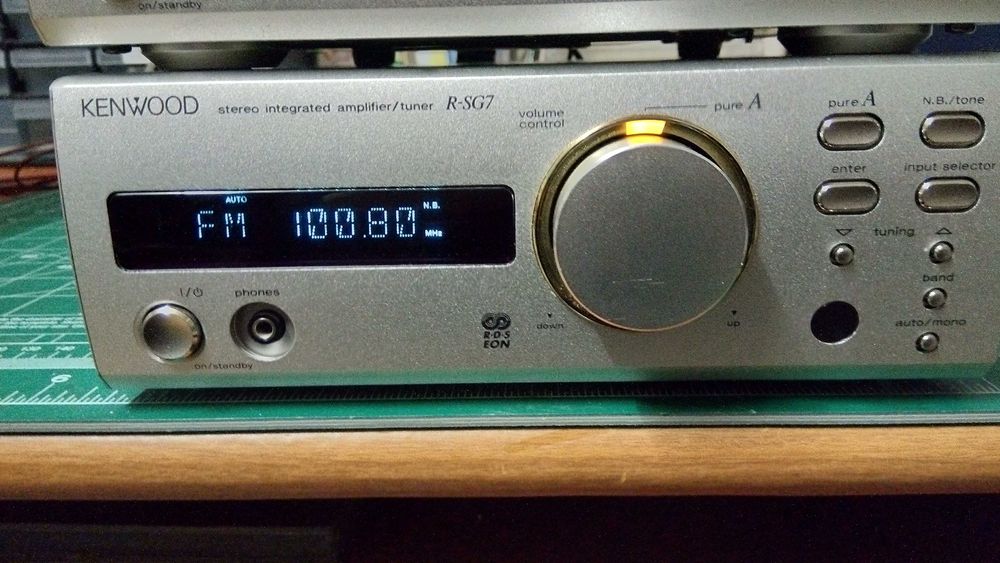 on/standby
KENWOOD stereo integrated amplifier/tuner R-SG7
volume
control
pure A
pure A
N.B./tone
enter
input selector
AUTO
N.B.
FM 100.80 MHz
tuning
band
auto/mono
I/⏻
phones
on/standby
R·D·S
EON
down
up
6